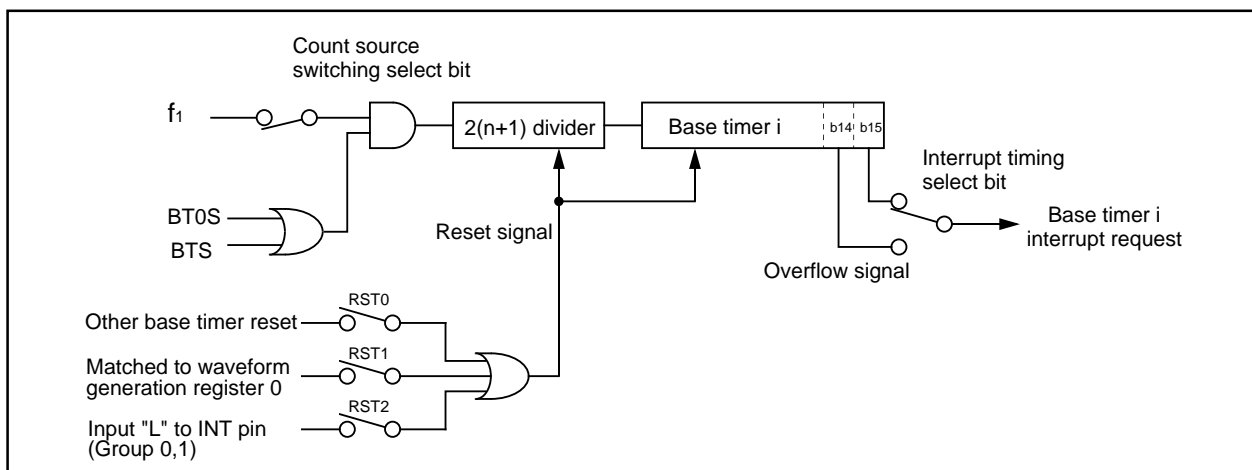 Count source
switching select bit
f1
2(n+1) divider
Base timer i
b14
b15
Interrupt timing
select bit
BT0S
BTS
Reset signal
Base timer i
interrupt request
Overflow signal
RST0
Other base timer reset
RST1
Matched to waveform
generation register 0
RST2
Input "L" to INT pin
(Group 0,1)